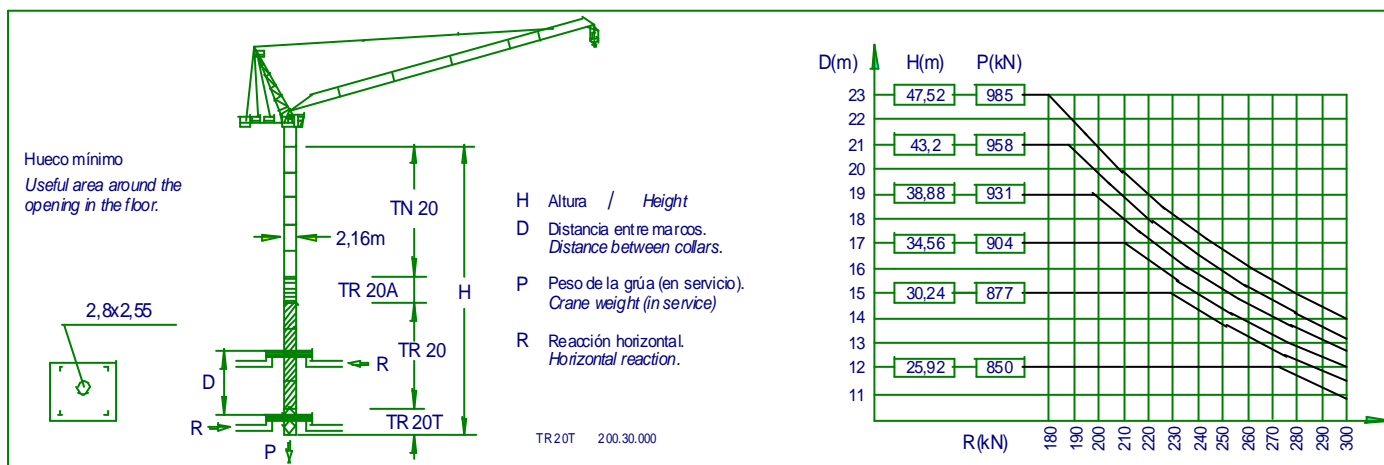 Hueco mínimo
Useful area around the
opening in the floor.
2,8x2,55
TN 20
2,16m
TR 20A
H
TR 20
R
D
TR20T
R
P
H Altura / Height
D Distancia entre marcos.
Distance between collars.
P Peso de la grúa (en servicio).
Crane weight (in service)
R Reacción horizontal.
Horizontal reaction.
TR20T 200.30.000
D(m) H(m) P(kN)
23 47,52 985
22
21 43,2 958
20
19 38,88 931
18
17 34,56 904
16
15 30,24 877
14
13
12 25,92 850
11
R(kN) 180 190 200 210 220 230 240 250 260 270 280 290 300